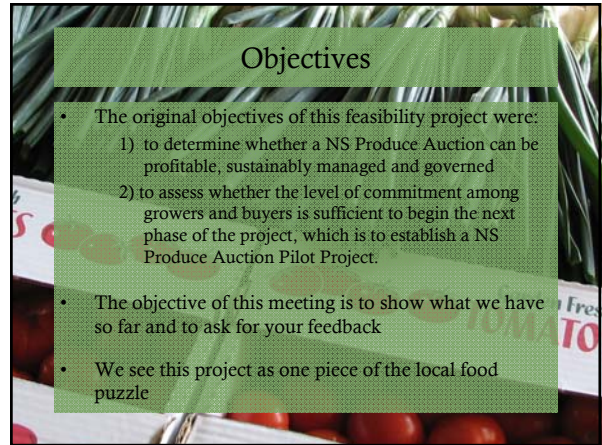 Objectives
• The original objectives of this feasibility project were:
1) to determine whether a NS Produce Auction can be
profitable, sustainably managed and governed
2) to assess whether the level of commitment among
growers and buyers is sufficient to begin the next
phase of the project, which is to establish a NS
Produce Auction Pilot Project.
• The objective of this meeting is to show what we have
so far and to ask for your feedback
• We see this project as one piece of the local food
puzzle